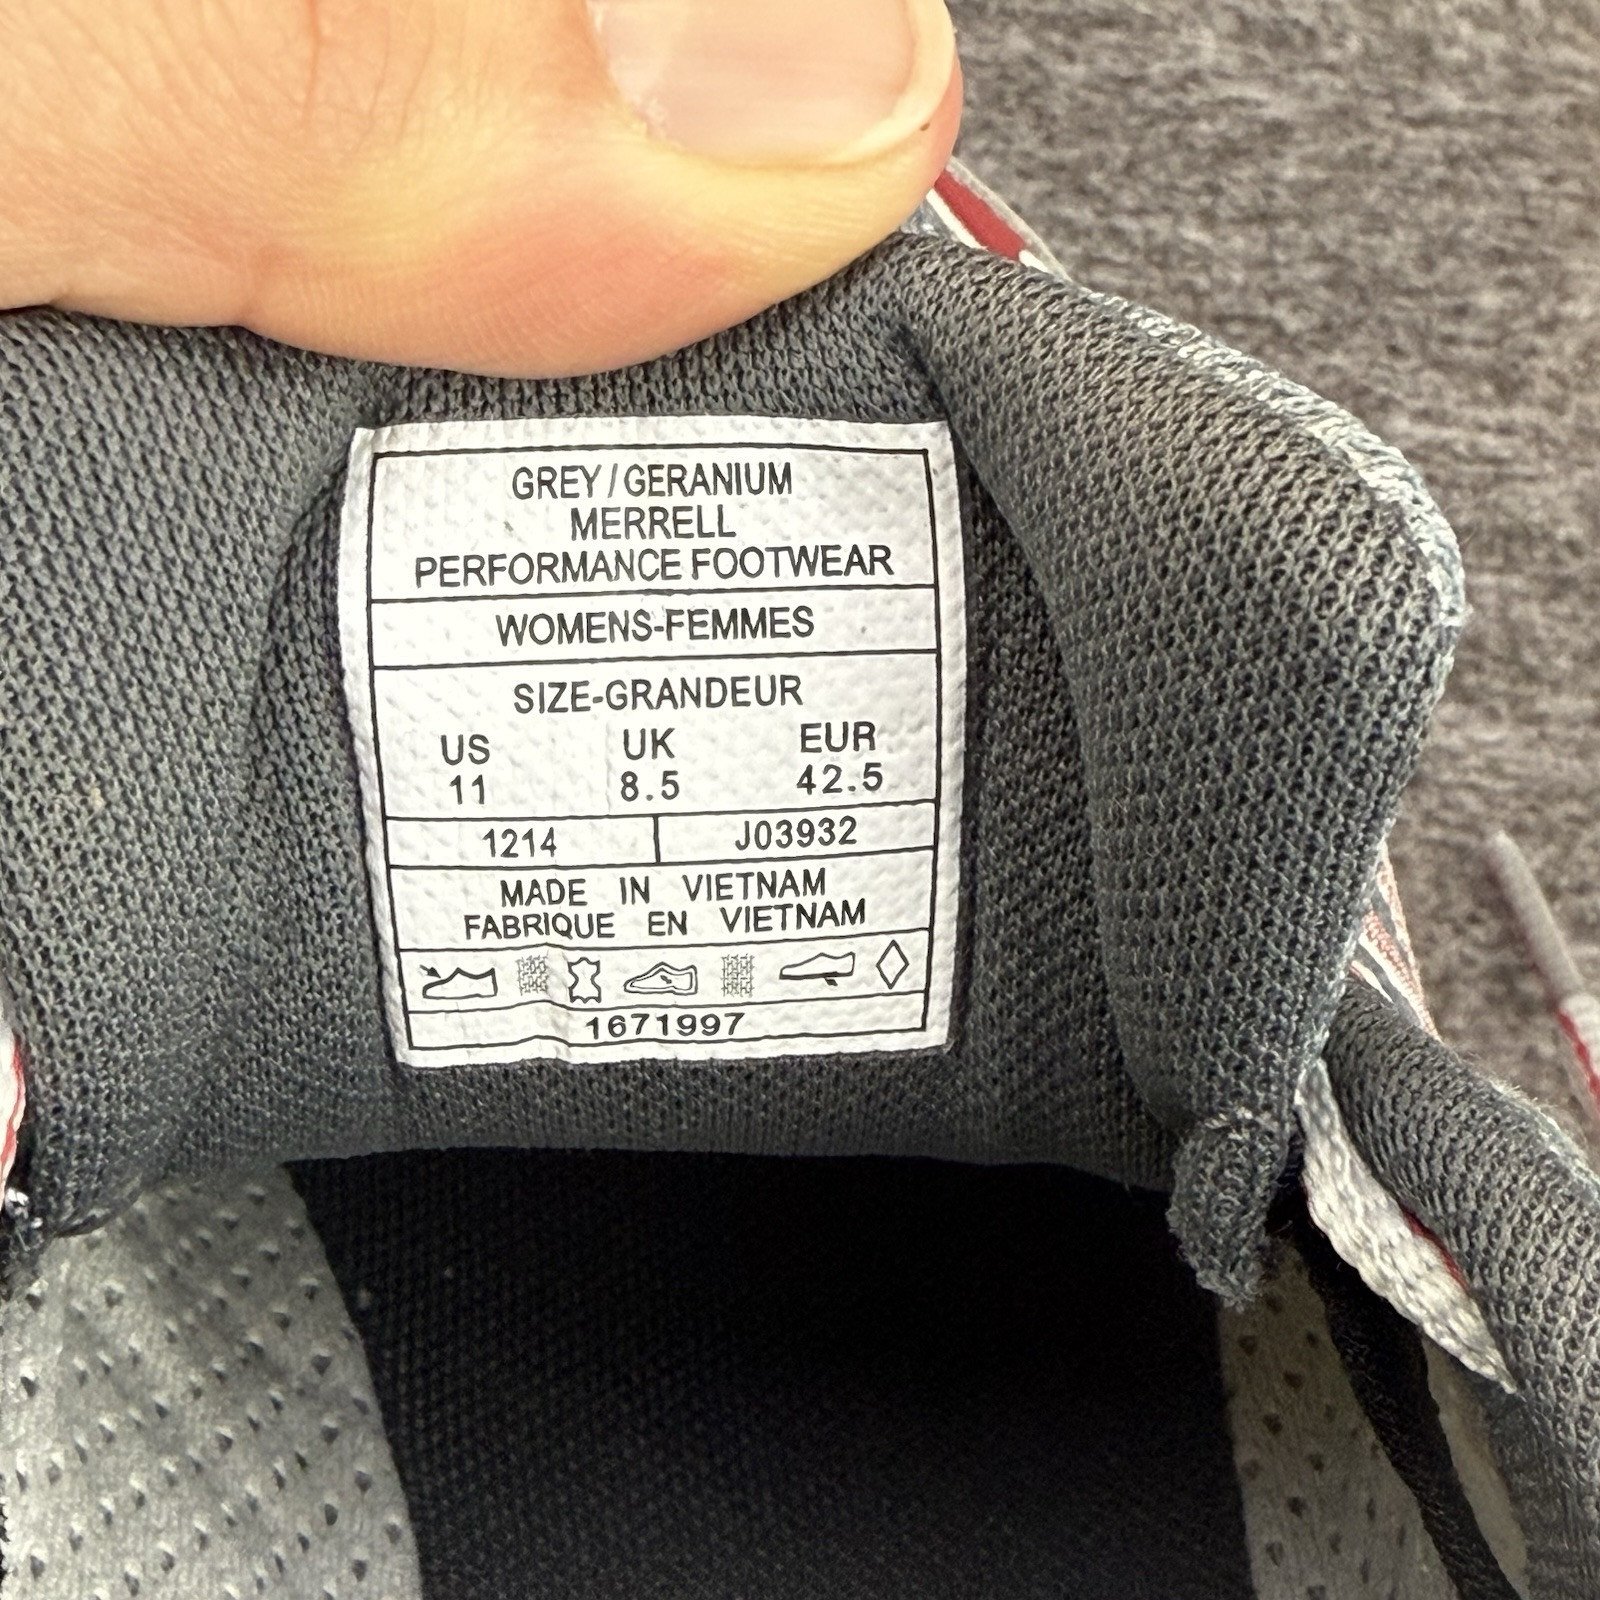 GREY/GERANIUM
MERRELL
PERFORMANCE FOOTWEAR
WOMENS-FEMMES
SIZE-GRANDEUR
US UK EUR
11 8.5 42.5
1214 J03932
MADE IN VIETNAM
FABRIQUE EN VIETNAM
1671997